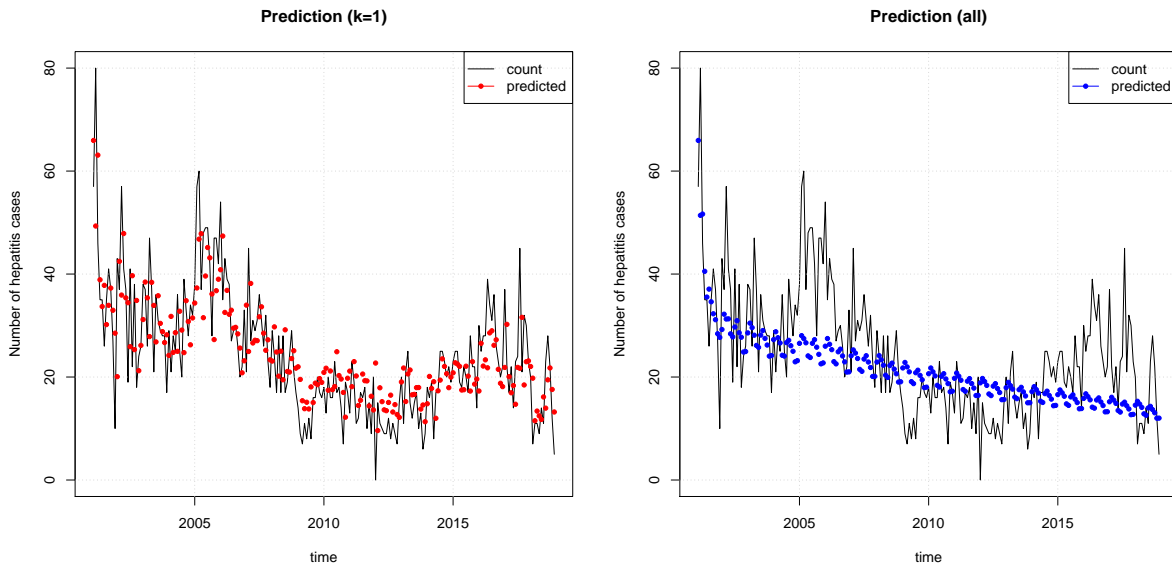 Prediction (k=1)
Number of hepatitis cases
80
60
40
20
0
count
predicted
2005
2010
2015
time
Prediction (all)
Number of hepatitis cases
80
60
40
20
0
count
predicted
2005
2010
2015
time